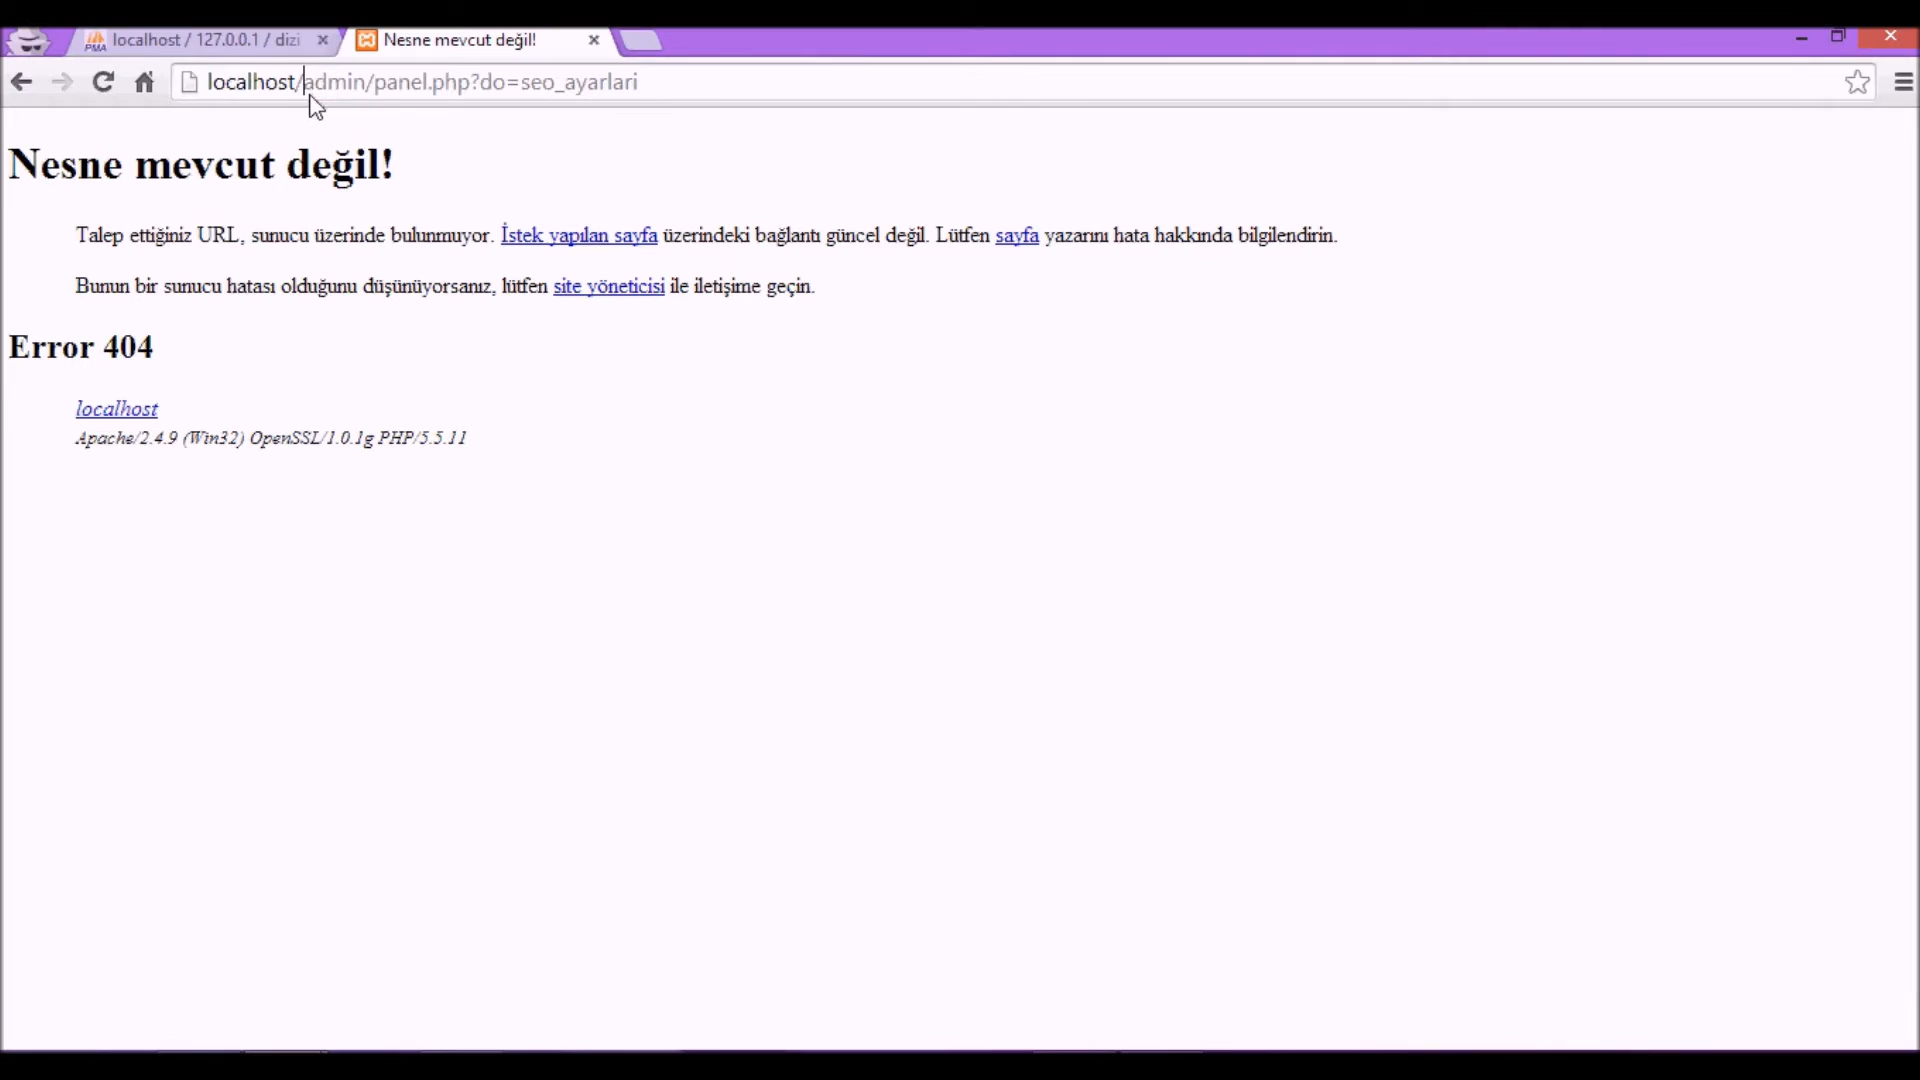 localhost / 127.0.0.1 / dizi
Nesne mevcut değil!
localhost/admin/panel.php?do=seo_ayarlari
Nesne mevcut değil!
Talep ettiğiniz URL, sunucu üzerinde bulunmuyor. İstek yapılan sayfa üzerindeki bağlantı güncel değil. Lütfen sayfa yazarını hata hakkında bilgilendirin.
Bunun bir sunucu hatası olduğunu düşünüyorsanız, lütfen site yöneticisi ile iletişime geçin.
Error 404
localhost
Apache/2.4.9 (Win32) OpenSSL/1.0.1g PHP/5.5.11